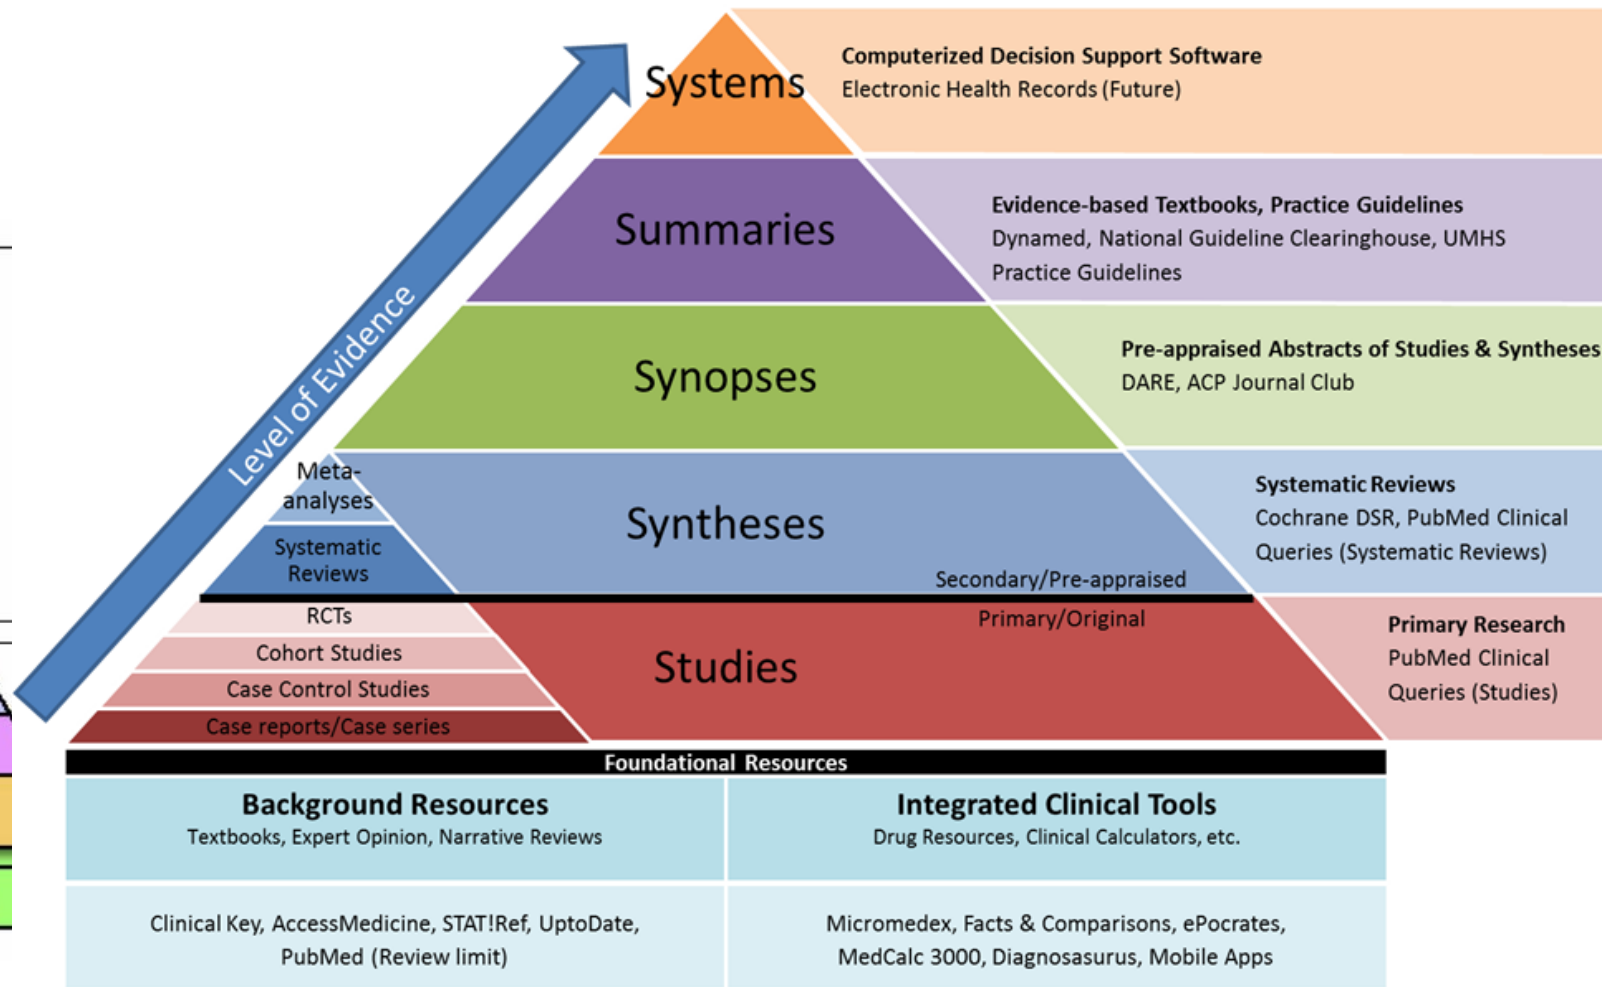 Systems
Computerized Decision Support Software
Electronic Health Records (Future)
Level of Evidence
Summaries
Evidence-based Textbooks, Practice Guidelines
Dynamed, National Guideline Clearinghouse, UMHS
Practice Guidelines
Synopses
Pre-appraised Abstracts of Studies & Syntheses
DARE, ACP Journal Club
Meta-
analyses
Systematic
Reviews
Syntheses
Secondary/Pre-appraised
Systematic Reviews
Cochrane DSR, PubMed Clinical
Queries (Systematic Reviews)
RCTs
Cohort Studies
Case Control Studies
Case reports/Case series
Primary/Original
Studies
Primary Research
PubMed Clinical
Queries (Studies)
Foundational Resources
Background Resources
Textbooks, Expert Opinion, Narrative Reviews
Integrated Clinical Tools
Drug Resources, Clinical Calculators, etc.
Clinical Key, AccessMedicine, STAT!Ref, UptoDate,
PubMed (Review limit)
Micromedex, Facts & Comparisons, ePocrates,
MedCalc 3000, Diagnosaurus, Mobile Apps